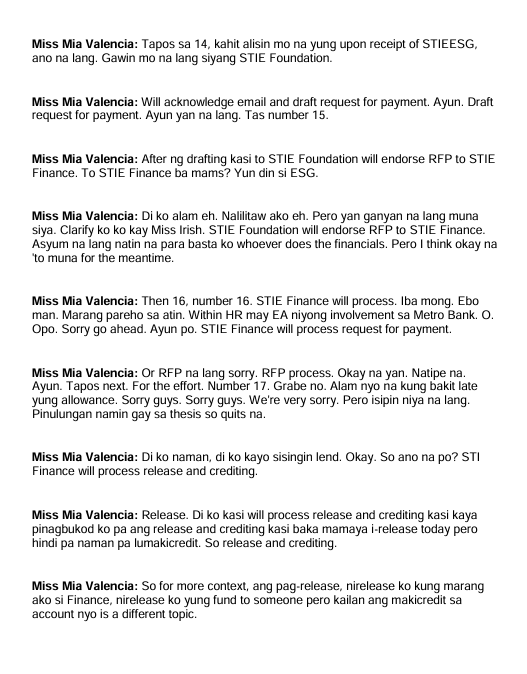 Miss Mia Valencia: Tapos sa 14, kahit alisin mo na yung upon receipt of STIEESG,
ano na lang. Gawin mo na lang siyang STIE Foundation.
Miss Mia Valencia: Will acknowledge email and draft request for payment. Ayun. Draft
request for payment. Ayun yan na lang. Tas number 15.
Miss Mia Valencia: After ng drafting kasi to STIE Foundation will endorse RFP to STIE
Finance. To STIE Finance ba mams? Yun din si ESG.
Miss Mia Valencia: Di ko alam eh. Nalilitaw ako eh. Pero yan ganyan na lang muna
siya. Clarify ko ko kay Miss Irish. STIE Foundation will endorse RFP to STIE Finance.
Asyum na lang natin na para basta ko whoever does the financials. Pero I think okay na
'to muna for the meantime.
Miss Mia Valencia: Then 16, number 16. STIE Finance will process. Iba mong. Ebo
man. Marang pareho sa atin. Within HR may EA niyong involvement sa Metro Bank. O.
Opo. Sorry go ahead. Ayun po. STIE Finance will process request for payment.
Miss Mia Valencia: Or RFP na lang sorry. RFP process. Okay na yan. Natipe na.
Ayun. Tapos next. For the effort. Number 17. Grabe no. Alam nyo na kung bakit late
yung allowance. Sorry guys. Sorry guys. We're very sorry. Pero isipin niya na lang.
Pinulungan namin gay sa thesis so quits na.
Miss Mia Valencia: Di ko naman, di ko kayo sisingin lend. Okay. So ano na po? STI
Finance will process release and crediting.
Miss Mia Valencia: Release. Di ko kasi will process release and crediting kasi kaya
pinagbukod ko pa ang release and crediting kasi baka mamaya i-release today pero
hindi pa naman pa lumakicredit. So release and crediting.
Miss Mia Valencia: So for more context, ang pag-release, nirelease ko kung marang
ako si Finance, nirelease ko yung fund to someone pero kailan ang makicredit sa
account nyo is a different topic.